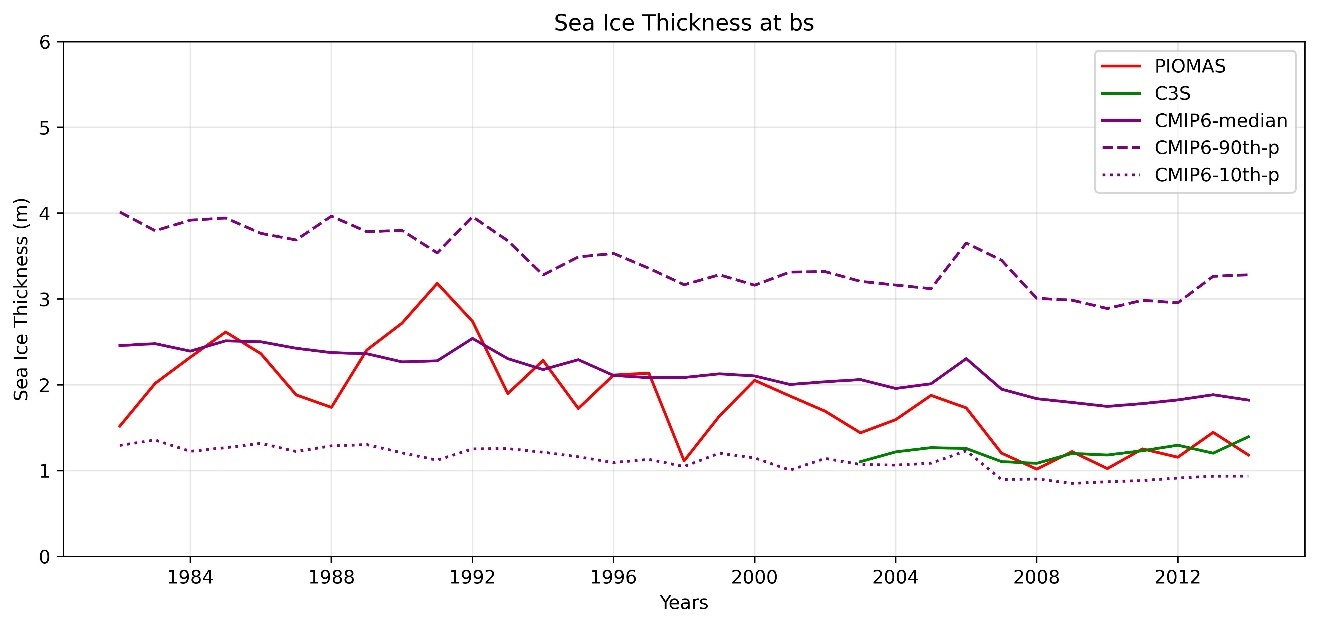 Sea Ice Thickness at bs
6
5
4
3
2
1
0
Sea Ice Thickness (m)
PIOMAS
C3S
CMIP6-median
CMIP6-90th-p
CMIP6-10th-p
1984 1988 1992 1996 2000 2004 2008 2012
Years